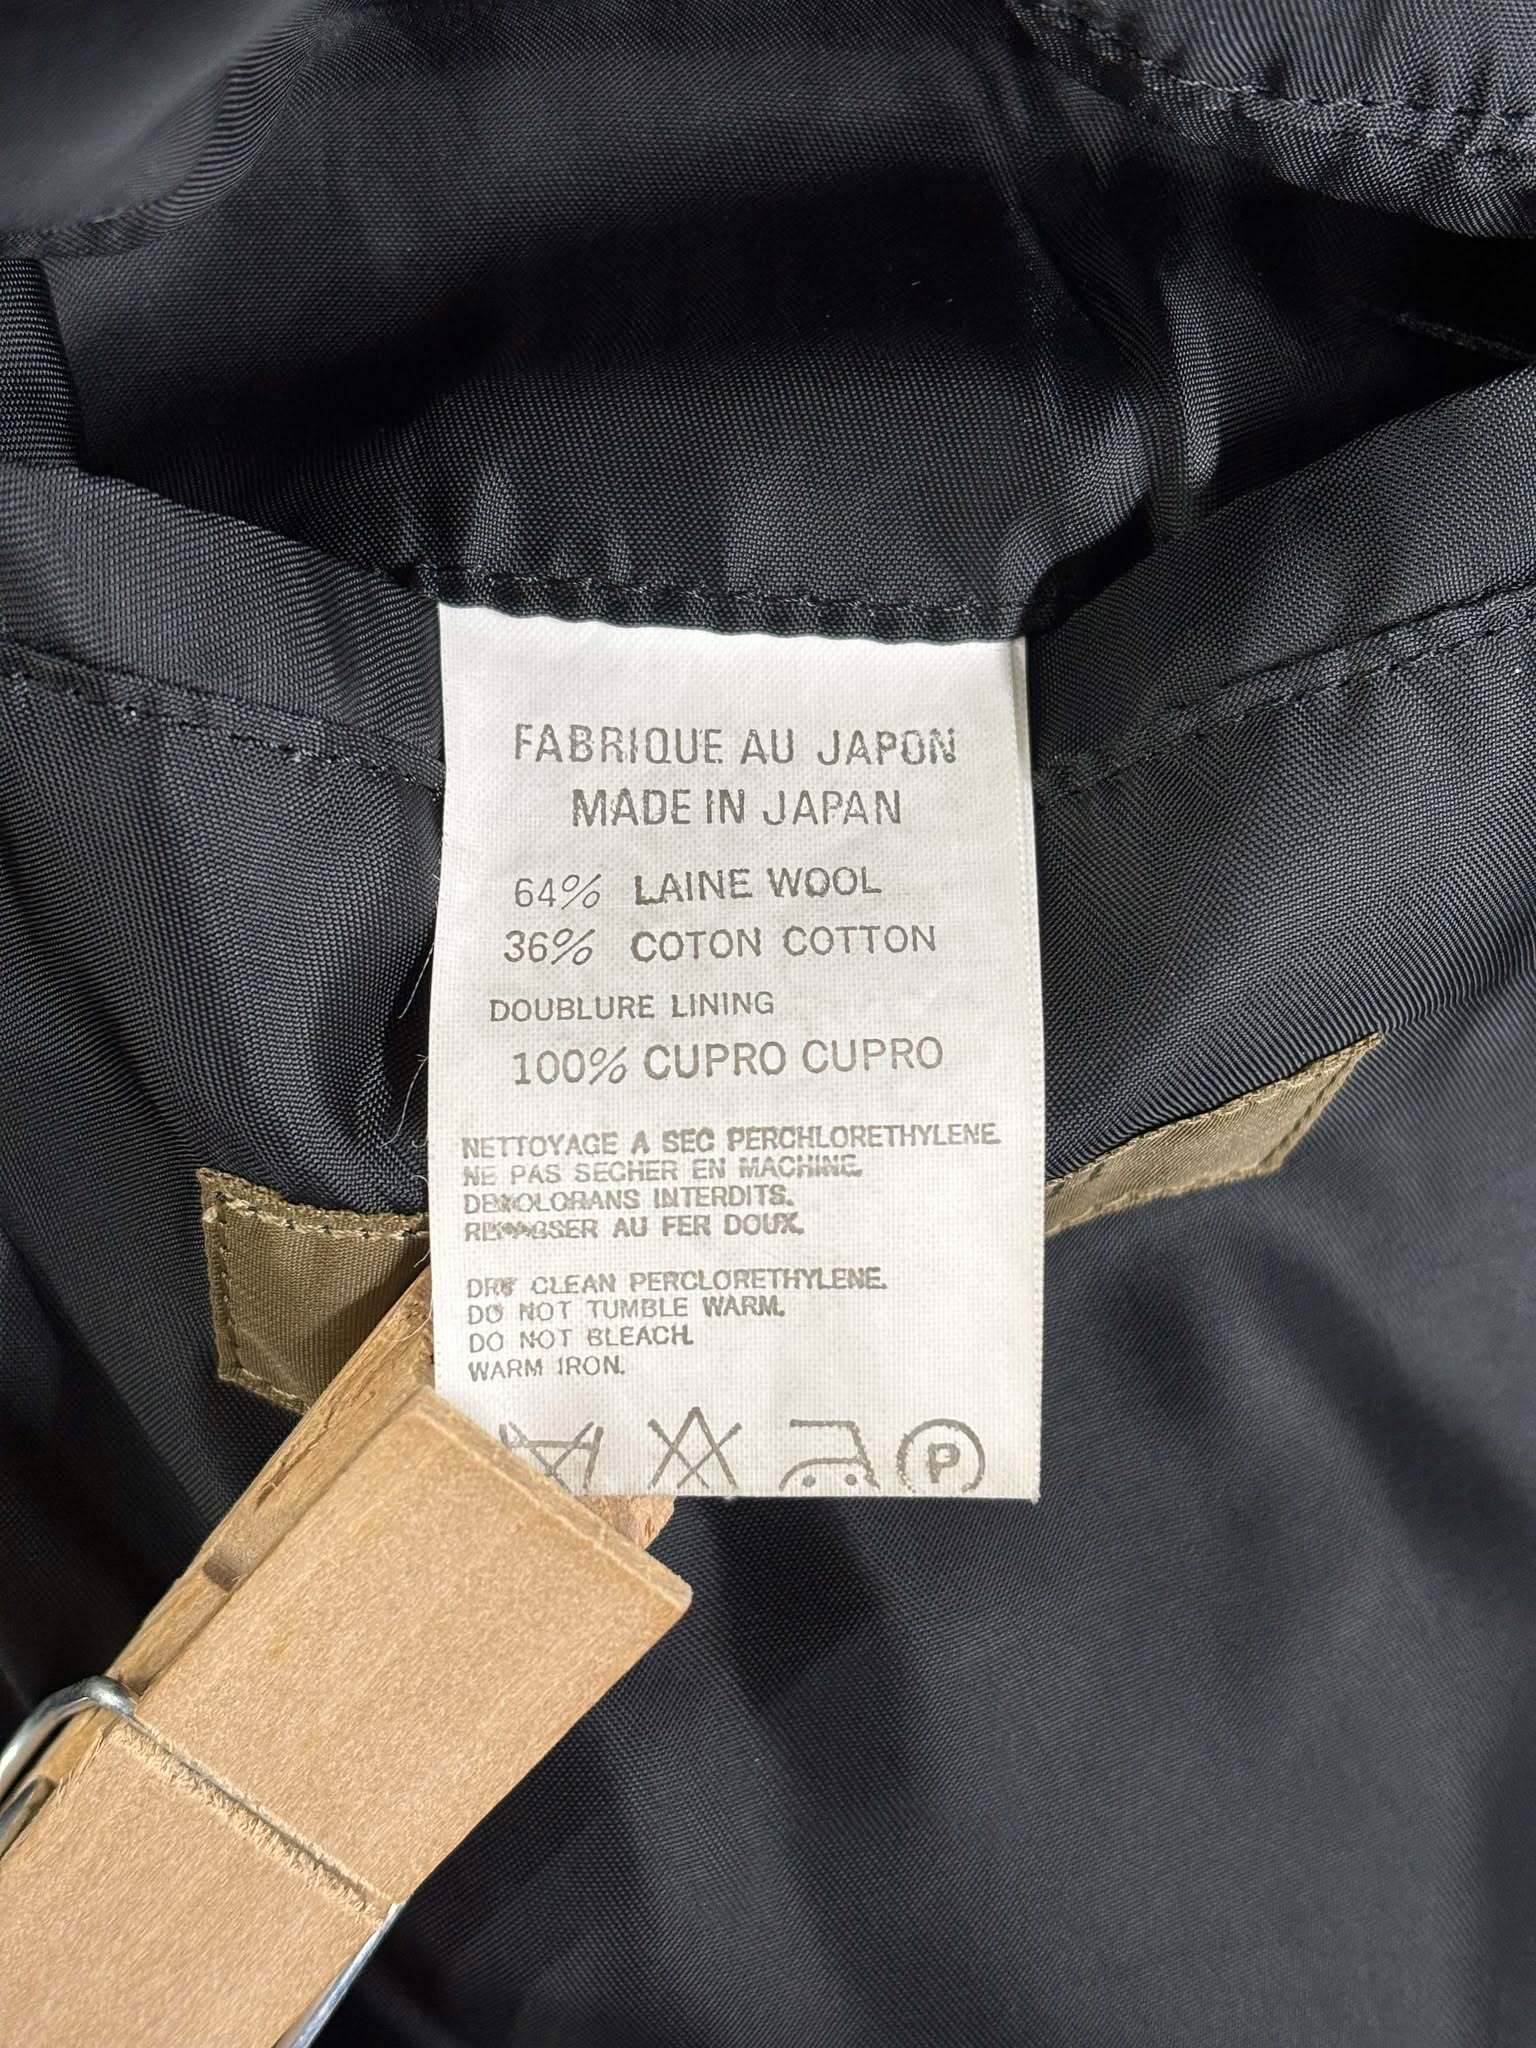 FABRIQUE AU JAPON
MADE IN JAPAN
64% LAINE WOOL
36% COTON COTTON
DOUBLURE LINING
100% CUPRO CUPRO
NETTOYAGE A SEC PERCHLORETHYLENE.
NE PAS SECHER EN MACHINE.
INTERDITS.
AU FER DOUX.
DRY CLEAN PERCLORETHYLENE.
DO NOT TUMBLE WARM.
DO NOT BLEACH.
WARM IRON.
P